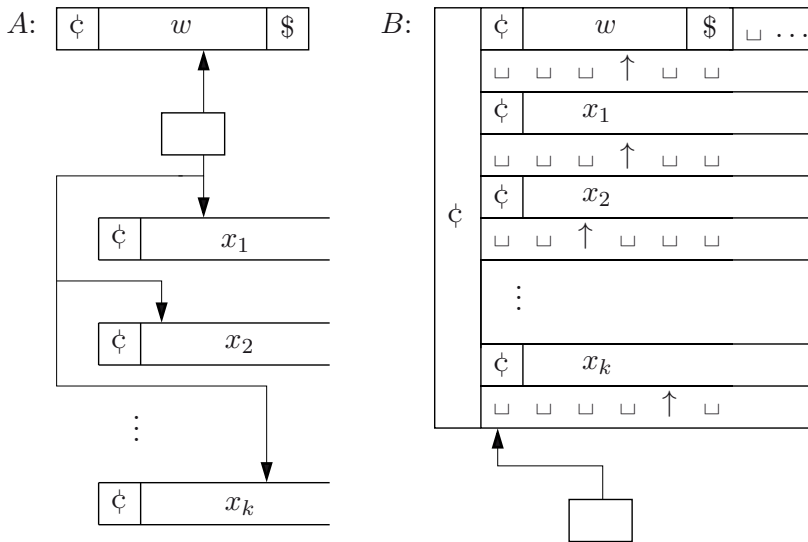 A: ¢ w $
¢ x₁
¢ x₂
⋮
¢ xₖ
B: ¢ ¢ w $ ␣ ...
␣ ␣ ␣ ↑ ␣ ␣
¢ x₁
␣ ␣ ␣ ↑ ␣ ␣
¢ x₂
␣ ␣ ↑ ␣ ␣ ␣
⋮
¢ xₖ
␣ ␣ ␣ ␣ ↑ ␣